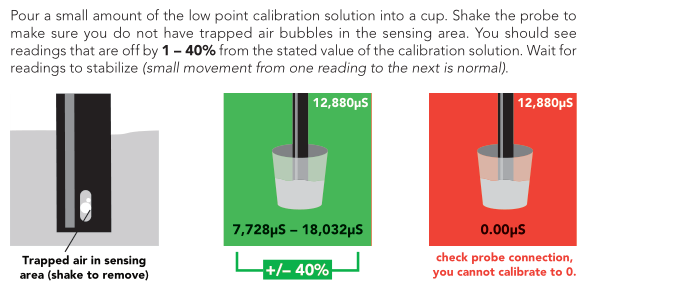 Pour a small amount of the low point calibration solution into a cup. Shake the probe to
make sure you do not have trapped air bubbles in the sensing area. You should see
readings that are off by 1 – 40% from the stated value of the calibration solution. Wait for
readings to stabilize (small movement from one reading to the next is normal).
12,880µS
12,880µS
7,728µS – 18,032µS
0.00µS
Trapped air in sensing
area (shake to remove)
+/– 40%
check probe connection,
you cannot calibrate to 0.